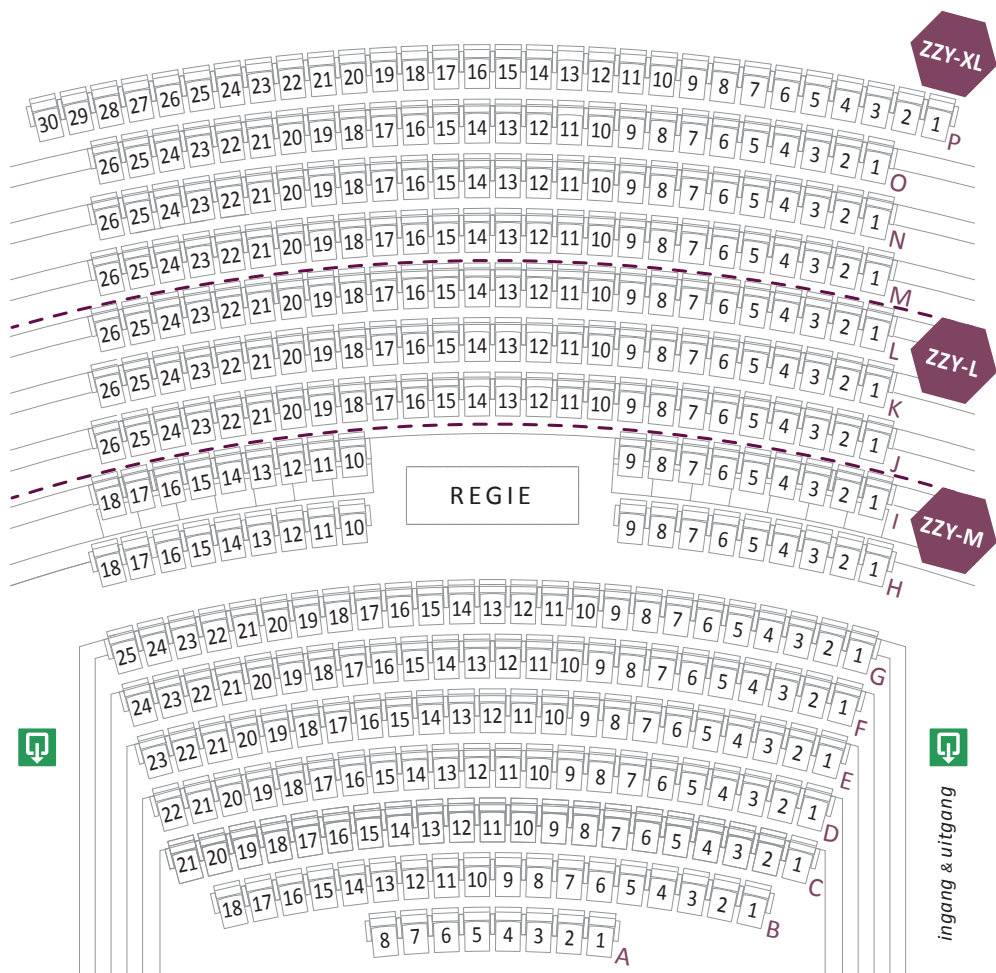 ZZY-XL
30 29 28 27 26 25 24 23 22 21 20 19 18 17 16 15 14 13 12 11 10 9 8 7 6 5 4 3 2 1 P
26 25 24 23 22 21 20 19 18 17 16 15 14 13 12 11 10 9 8 7 6 5 4 3 2 1 O
26 25 24 23 22 21 20 19 18 17 16 15 14 13 12 11 10 9 8 7 6 5 4 3 2 1 N
26 25 24 23 22 21 20 19 18 17 16 15 14 13 12 11 10 9 8 7 6 5 4 3 2 1 M
26 25 24 23 22 21 20 19 18 17 16 15 14 13 12 11 10 9 8 7 6 5 4 3 2 1 L
ZZY-L
26 25 24 23 22 21 20 19 18 17 16 15 14 13 12 11 10 9 8 7 6 5 4 3 2 1 K
26 25 24 23 22 21 20 19 18 17 16 15 14 13 12 11 10 9 8 7 6 5 4 3 2 1 J
18 17 16 15 14 13 12 11 10 9 8 7 6 5 4 3 2 1 I
REGIE
ZZY-M
18 17 16 15 14 13 12 11 10 9 8 7 6 5 4 3 2 1 H
25 24 23 22 21 20 19 18 17 16 15 14 13 12 11 10 9 8 7 6 5 4 3 2 1 G
24 23 22 21 20 19 18 17 16 15 14 13 12 11 10 9 8 7 6 5 4 3 2 1 F
23 22 21 20 19 18 17 16 15 14 13 12 11 10 9 8 7 6 5 4 3 2 1 E
22 21 20 19 18 17 16 15 14 13 12 11 10 9 8 7 6 5 4 3 2 1 D
21 20 19 18 17 16 15 14 13 12 11 10 9 8 7 6 5 4 3 2 1 C
18 17 16 15 14 13 12 11 10 9 8 7 6 5 4 3 2 1 B
8 7 6 5 4 3 2 1 A
ingang & uitgang